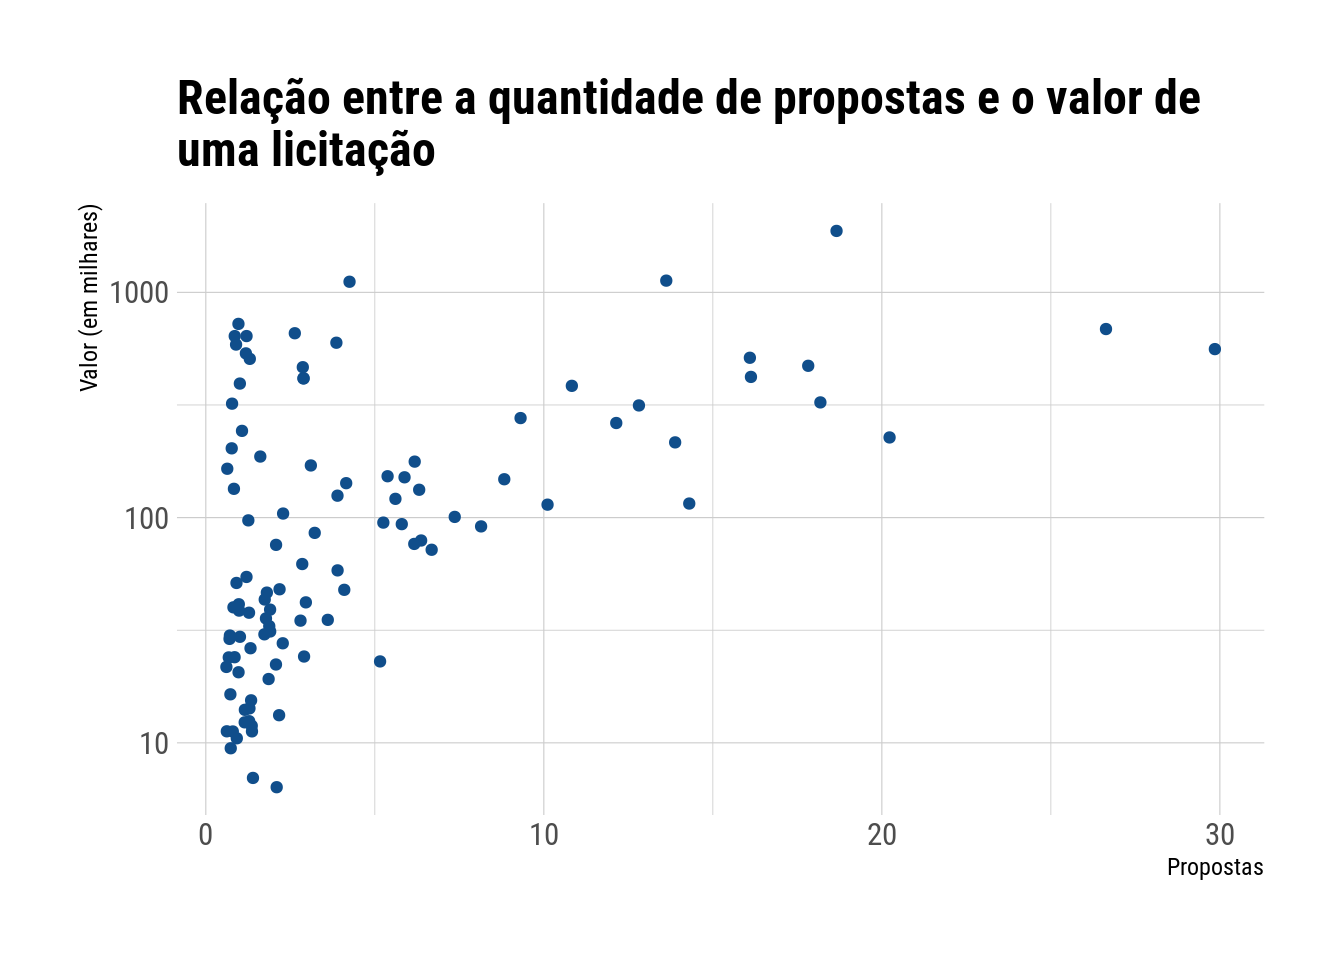 Relação entre a quantidade de propostas e o valor de
uma licitação
Valor (em milhares)
1000
100
10
0
10
20
30
Propostas